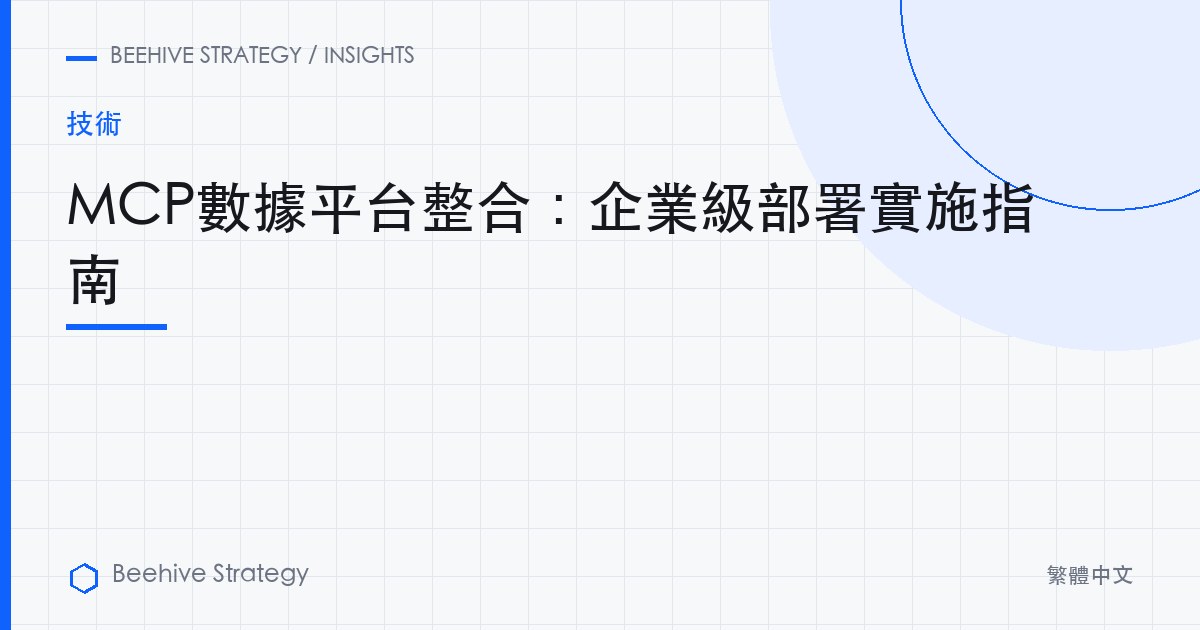 BEEHIVE STRATEGY / INSIGHTS
技術
MCP數據平台整合：企業級部署實施指
南
Beehive Strategy
繁體中文